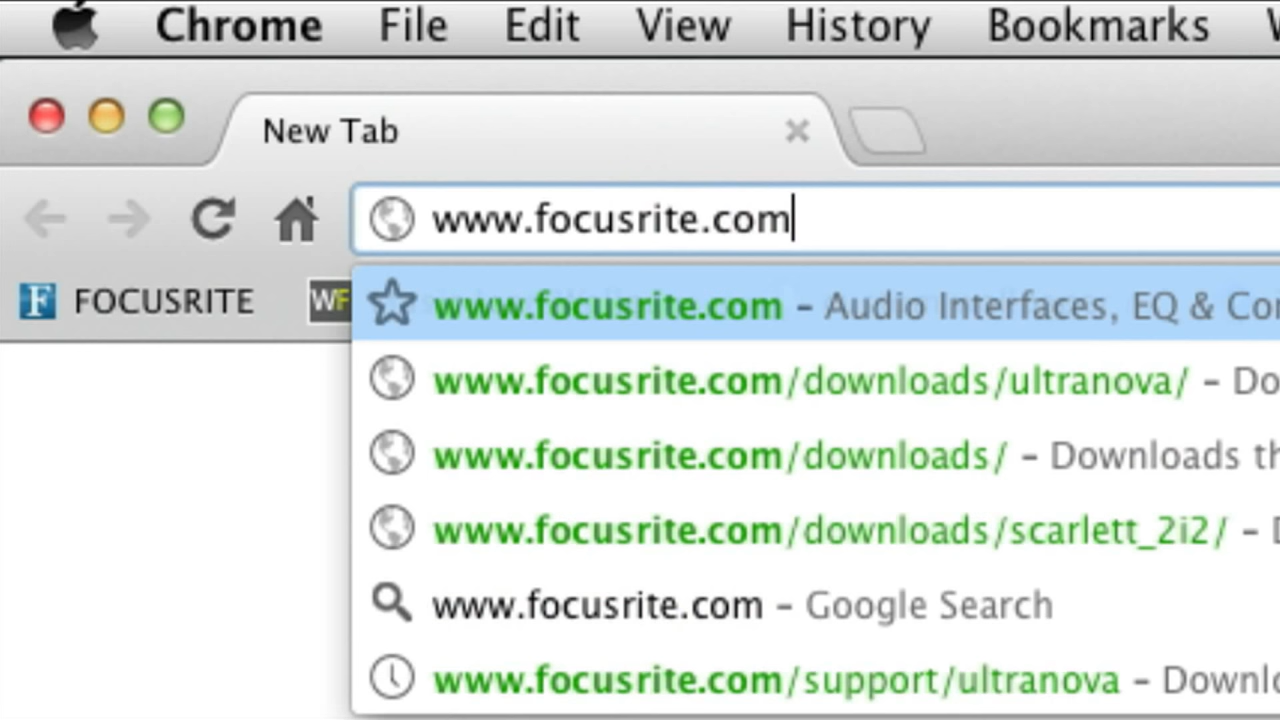 Chrome File Edit View History Bookmarks
New Tab
www.focusrite.com
F FOCUSRITE WF
www.focusrite.com – Audio Interfaces, EQ & Co
www.focusrite.com/downloads/ultranova/ – Do
www.focusrite.com/downloads/ – Downloads th
www.focusrite.com/downloads/scarlett_2i2/ –
www.focusrite.com – Google Search
www.focusrite.com/support/ultranova – Downl